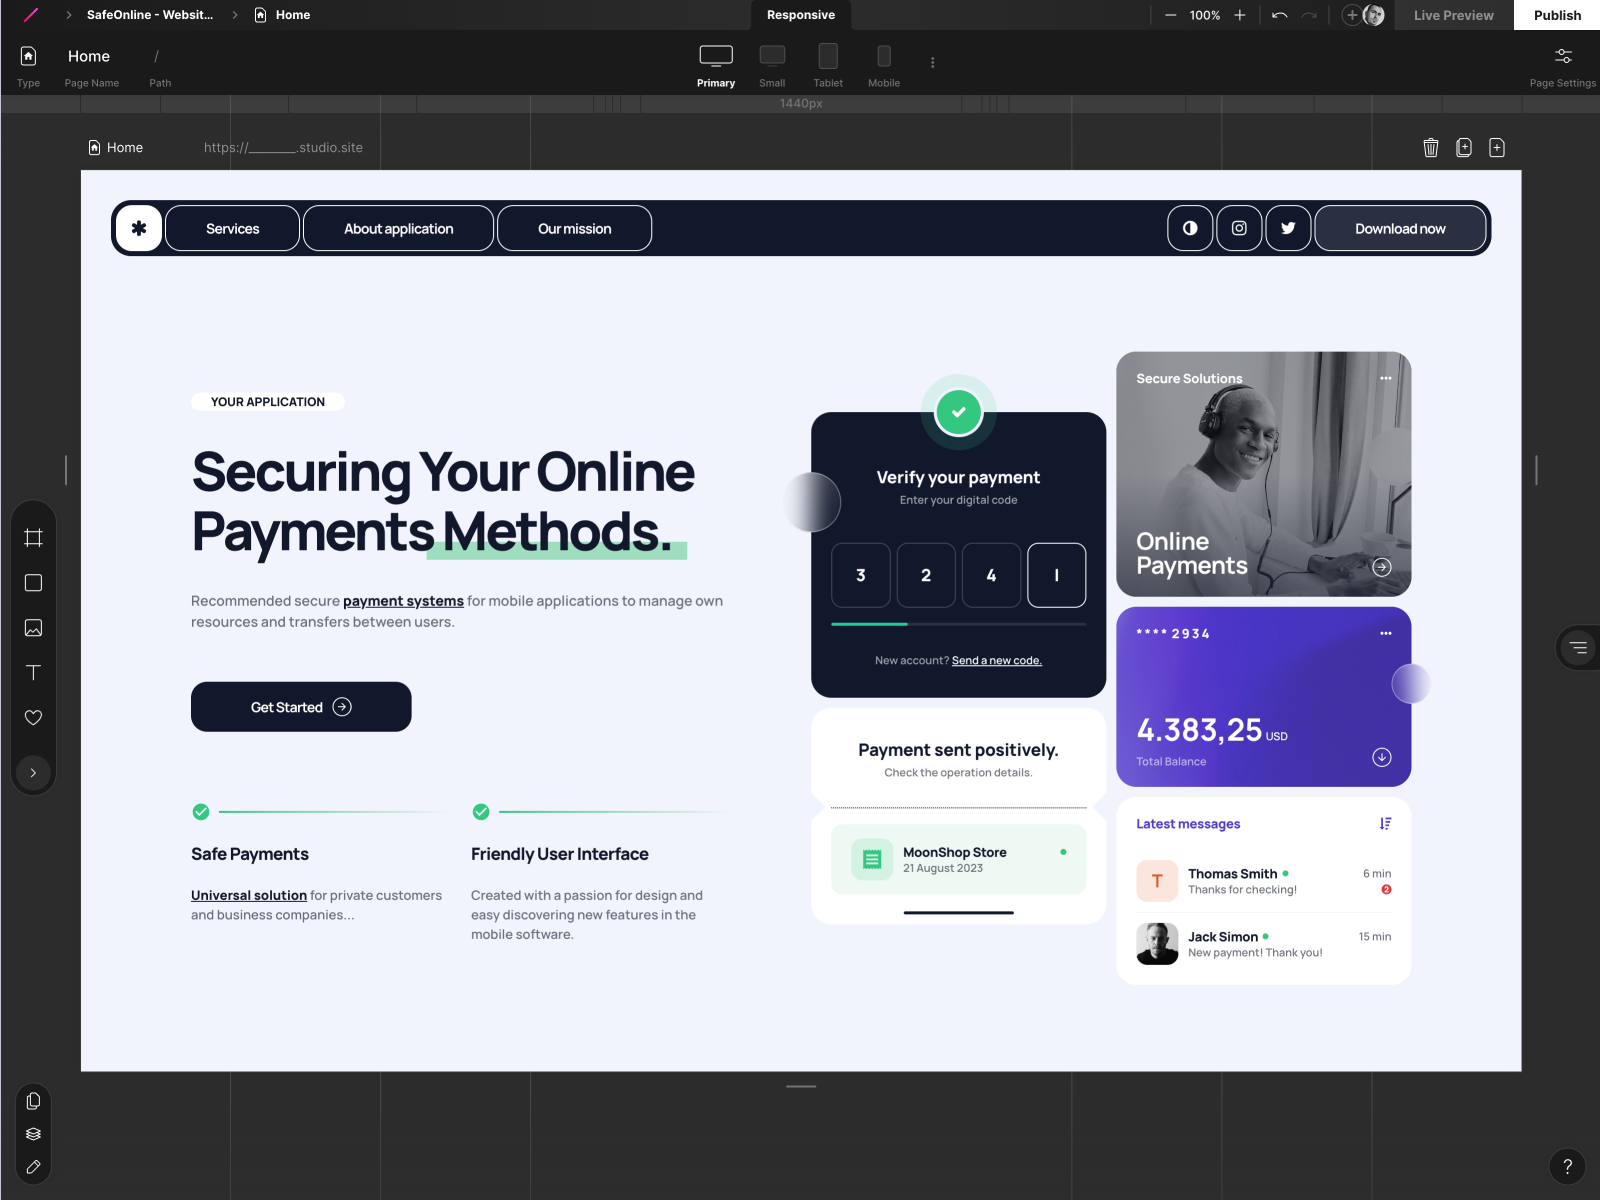 SafeOnline - Websit...
Home
Responsive
100%
Live Preview
Publish
Home
/
Type
Page Name
Path
Primary
Small
Tablet
Mobile
Page Settings
1440px
Home
https://_______.studio.site
Services
About application
Our mission
Download now
YOUR APPLICATION
Securing Your Online
Payments Methods.
Recommended secure payment systems for mobile applications to manage own
resources and transfers between users.
Get Started
Safe Payments
Universal solution for private customers
and business companies...
Friendly User Interface
Created with a passion for design and
easy discovering new features in the
mobile software.
Verify your payment
Enter your digital code
3 2 4 |
New account? Send a new code.
Payment sent positively.
Check the operation details.
MoonShop Store
21 August 2023
Secure Solutions
Online
Payments
**** 2934
4.383,25 USD
Total Balance
Latest messages
T
Thomas Smith
6 min
Thanks for checking!
2
Jack Simon
15 min
New payment! Thank you!
?